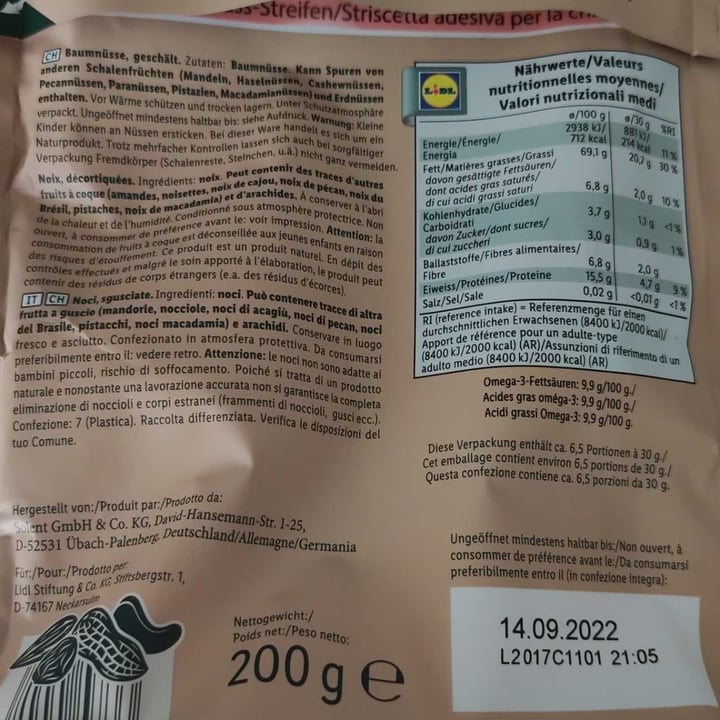 -Streifen/Striscetta adesiva per la
CH Baumnüsse, geschält. Zutaten: Baumnüsse. Kann Spuren von
anderen Schalenfrüchten (Mandeln, Haselnüssen, Cashewnüssen,
Pecannüssen, Paranüssen, Pistazien, Macadamianüssen) und Erdnüssen
enthalten. Vor Wärme schützen und trocken lagern. Unter Schutzatmosphäre
verpackt. Ungeöffnet mindestens haltbar bis: siehe Aufdruck. Warnung: Kleine
Kinder können an Nüssen ersticken. Bei dieser Ware handelt es sich um ein
Naturprodukt. Trotz mehrfacher Kontrollen lassen sich auch bei sorgfältiger
Verpackung Fremdkörper (Schalenreste, Steinchen, u.ä.) nicht ganz vermeiden.
Noix, décortiquées. Ingrédients: noix. Peut contenir des traces d'autres
fruits à coque (amandes, noisettes, noix de cajou, noix de pécan, noix du
Brésil, pistaches, noix de macadamia) et d'arachides. À conserver à l'abri
de la chaleur et de l'humidité. Conditionné sous atmosphère protectrice. Non
ouvert, à consommer de préférence avant le: voir impression. Attention: la
consommation de fruits à coque est déconseillée aux jeunes enfants en raison
des risques d'étouffement. Ce produit est un produit naturel. En dépit des
contrôles effectués et malgré le soin apporté à l'élaboration, le produit peut
contenir des résidus de corps étrangers (e.a. des résidus d'écorces).
IT CH Noci, sgusciate. Ingredienti: noci. Può contenere tracce di altra
frutta a guscio (mandorle, nocciole, noci di acagiù, noci di pecan, noci
del Brasile, pistacchi, noci macadamia) e arachidi. Conservare in luogo
fresco e asciutto. Confezionato in atmosfera protettiva. Da consumarsi
preferibilmente entro il: vedere retro. Attenzione: le noci non sono adatte ai
bambini piccoli, rischio di soffocamento. Poiché si tratta di un prodotto
naturale e nonostante una lavorazione accurata non si garantisce la completa
eliminazione di noccioli e corpi estranei (frammenti di noccioli, gusci ecc.).
Confezione: 7 (Plastica). Raccolta differenziata. Verifica le disposizioni del
tuo Comune.
Hergestellt von:/Produit par:/Prodotto da:
Solent GmbH & Co. KG, David-Hansemann-Str. 1-25,
D-52531 Übach-Palenberg, Deutschland/Allemagne/Germania
Für:/Pour:/Prodotto per:
Lidl Stiftung & Co. KG, Stiftsbergstr. 1,
D-74167 Neckarsulm
Nettogewicht:/
Poids net:/Peso netto:
200 g e
LIDL
Nährwerte/Valeurs
nutritionnelles moyennes/
Valori nutrizionali medi
ø/100 g ø/30 g %RI
Energie/Énergie/ 2938 kJ/ 881 kJ/
Energia 712 kcal 214 kcal 11 %
Fett/Matières grasses/Grassi 69,1 g 20,7 g 30 %
davon gesättigte Fettsäuren/
dont acides gras saturés/
di cui acidi grassi saturi 6,8 g 2,0 g 10 %
Kohlenhydrate/Glucides/
Carboidrati 3,7 g 1,1 g <1 %
davon Zucker/dont sucres/
di cui zuccheri 3,0 g 0,9 g 1 %
Ballaststoffe/Fibres alimentaires/
Fibre 6,8 g 2,0 g
Eiweiss/Protéines/Proteine 15,5 g 4,7 g 9 %
Salz/Sel/Sale 0,02 g <0,01 g <1 %
RI (reference intake) = Referenzmenge für einen
durchschnittlichen Erwachsenen (8400 kJ/2000 kcal)/
Apport de référence pour un adulte-type
(8400 kJ/2000 kcal) (AR)/Assunzioni di riferimento di un
adulto medio (8400 kJ/2000 kcal) (AR)
Omega-3-Fettsäuren: 9,9 g/100 g./
Acides gras oméga-3: 9,9 g/100 g./
Acidi grassi Omega-3: 9,9 g/100 g.
Diese Verpackung enthält ca. 6,5 Portionen à 30 g./
Cet emballage contient environ 6,5 portions de 30 g./
Questa confezione contiene ca. 6,5 porzioni da 30 g.
Ungeöffnet mindestens haltbar bis:/Non ouvert, à
consommer de préférence avant le:/Da consumarsi
preferibilmente entro il (in confezione integra):
14.09.2022
L2017C1101 21:05